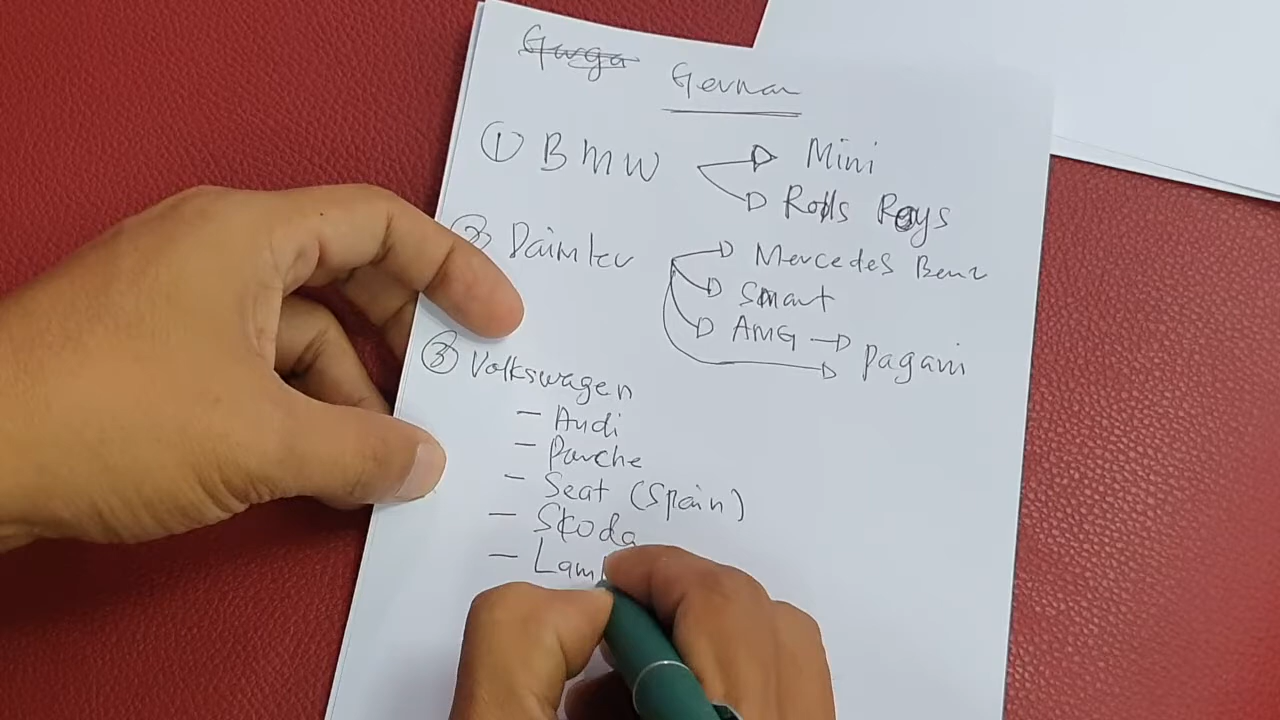 German
① BMW → Mini
→ Rolls Roys
② Daimler → Mercedes Benz
→ Smart
→ AMG → Pagani
③ Volkswagen
- Audi
- Porche
- Seat (Spain)
- Skoda
- Lam